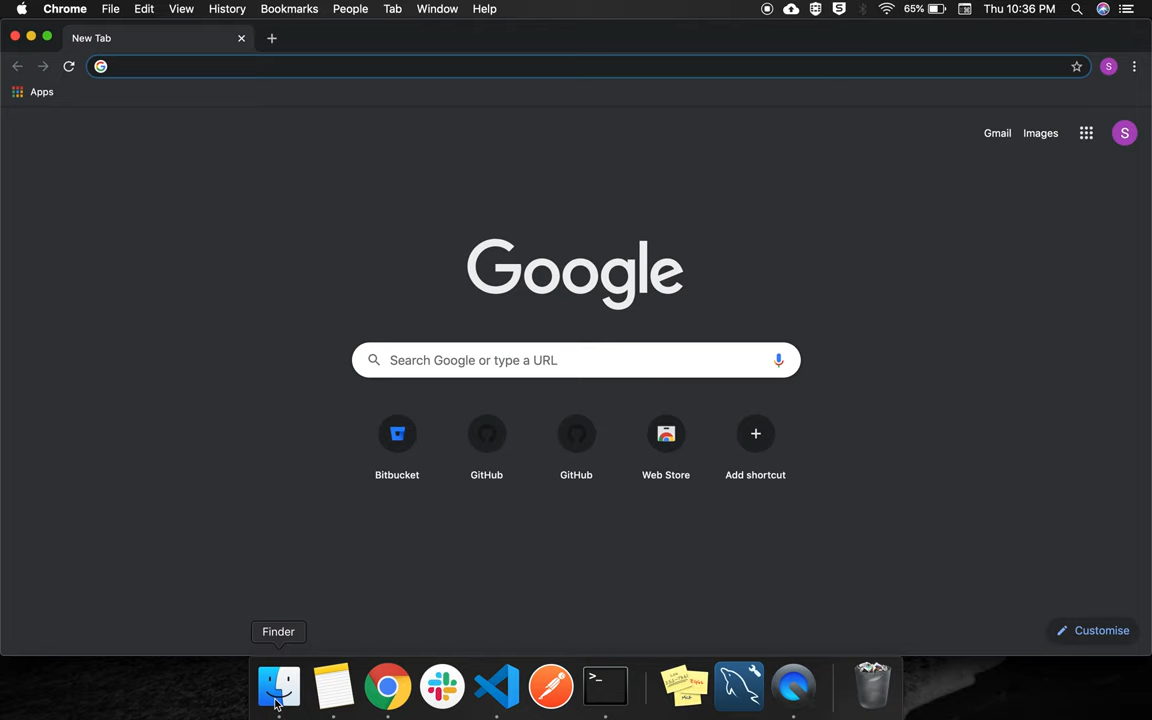 Chrome File Edit View History Bookmarks People Tab Window Help 65% Thu 10:36 PM
New Tab
Apps
S
Gmail Images S
Google
Search Google or type a URL
Bitbucket GitHub GitHub Web Store Add shortcut
Customise
Finder